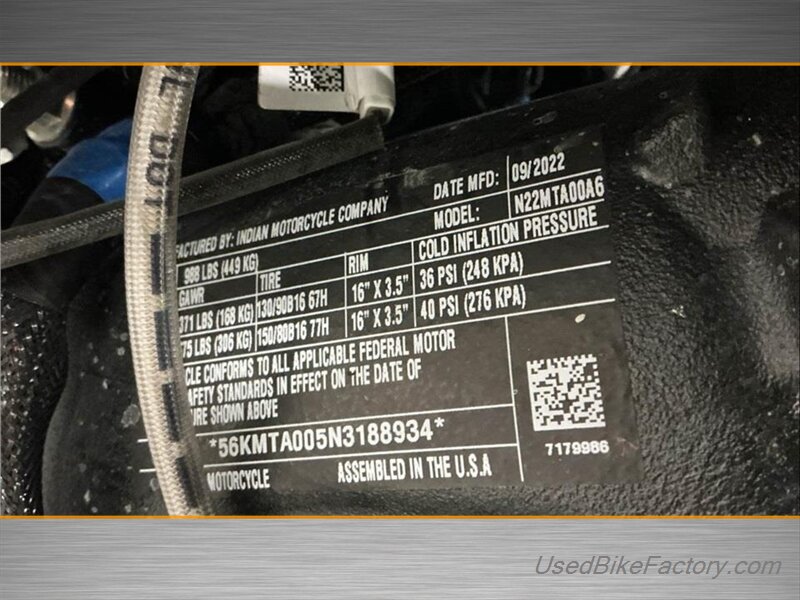 DOT
DATE MFD: 09/2022
MODEL: N22MTA00A6
FACTURED BY: INDIAN MOTORCYCLE COMPANY
988 LBS (449 KG)
GAWR TIRE RIM COLD INFLATION PRESSURE
371 LBS (168 KG) 130/90B16 67H 16" X 3.5" 36 PSI (248 KPA)
75 LBS (306 KG) 150/80B16 77H 16" X 3.5" 40 PSI (276 KPA)
CLE CONFORMS TO ALL APPLICABLE FEDERAL MOTOR
AFETY STANDARDS IN EFFECT ON THE DATE OF
URE SHOWN ABOVE
*56KMTA005N3188934*
7179986
MOTORCYCLE ASSEMBLED IN THE U.S.A
UsedBikeFactory.com